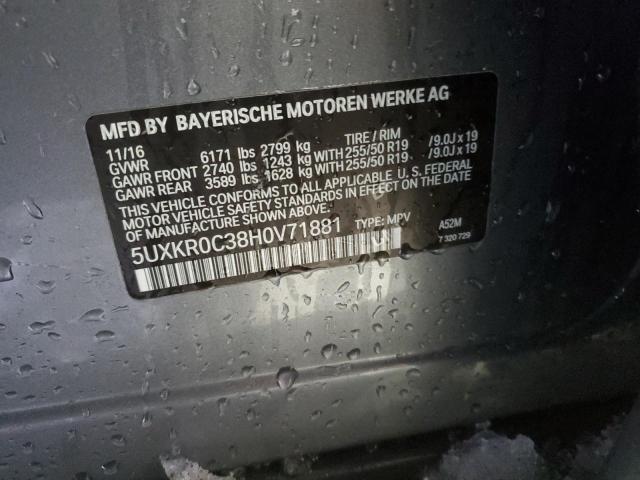 MFD BY BAYERISCHE MOTOREN WERKE AG
11/16 6171 lbs 2799 kg TIRE / RIM
GVWR
GAWR FRONT 2740 lbs 1243 kg WITH 255/50 R19 /9.0J x 19
GAWR REAR 3589 lbs 1628 kg WITH 255/50 R19 /9.0J x 19
THIS VEHICLE CONFORMS TO ALL APPLICABLE U. S. FEDERAL
MOTOR VEHICLE SAFETY STANDARDS IN EFFECT ON THE DATE
OF MANUFACTURE SHOWN ABOVE.
5UXKR0C38H0V71881 TYPE: MPV A52M
7 320 729
U